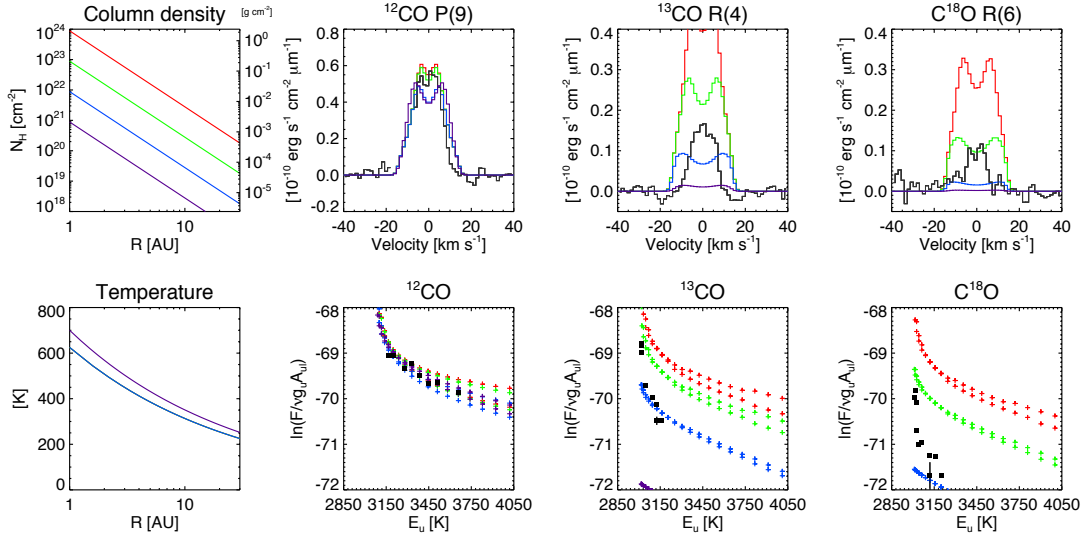 Column density
[g cm⁻²]
10²⁴
10²³
10²²
10²¹
10²⁰
10¹⁹
10¹⁸
N_H [cm⁻²]
10⁰
10⁻¹
10⁻²
10⁻³
10⁻⁴
10⁻⁵
1 10
R [AU]
¹²CO P(9)
0.8
0.6
0.4
0.2
0.0
-0.2
[10⁻¹⁰ erg s⁻¹ cm⁻² μm⁻¹]
-40 -20 0 20 40
Velocity [km s⁻¹]
¹³CO R(4)
0.4
0.3
0.2
0.1
0.0
[10⁻¹⁰ erg s⁻¹ cm⁻² μm⁻¹]
-40 -20 0 20 40
Velocity [km s⁻¹]
C¹⁸O R(6)
0.4
0.3
0.2
0.1
0.0
[10⁻¹⁰ erg s⁻¹ cm⁻² μm⁻¹]
-40 -20 0 20 40
Velocity [km s⁻¹]
Temperature
800
600
400
200
0
[K]
1 10
R [AU]
¹²CO
-68
-69
-70
-71
-72
ln(F/νg_uA_ul)
2850 3150 3450 3750 4050
E_u [K]
¹³CO
-68
-69
-70
-71
-72
ln(F/νg_uA_ul)
2850 3150 3450 3750 4050
E_u [K]
C¹⁸O
-68
-69
-70
-71
-72
ln(F/νg_uA_ul)
2850 3150 3450 3750 4050
E_u [K]